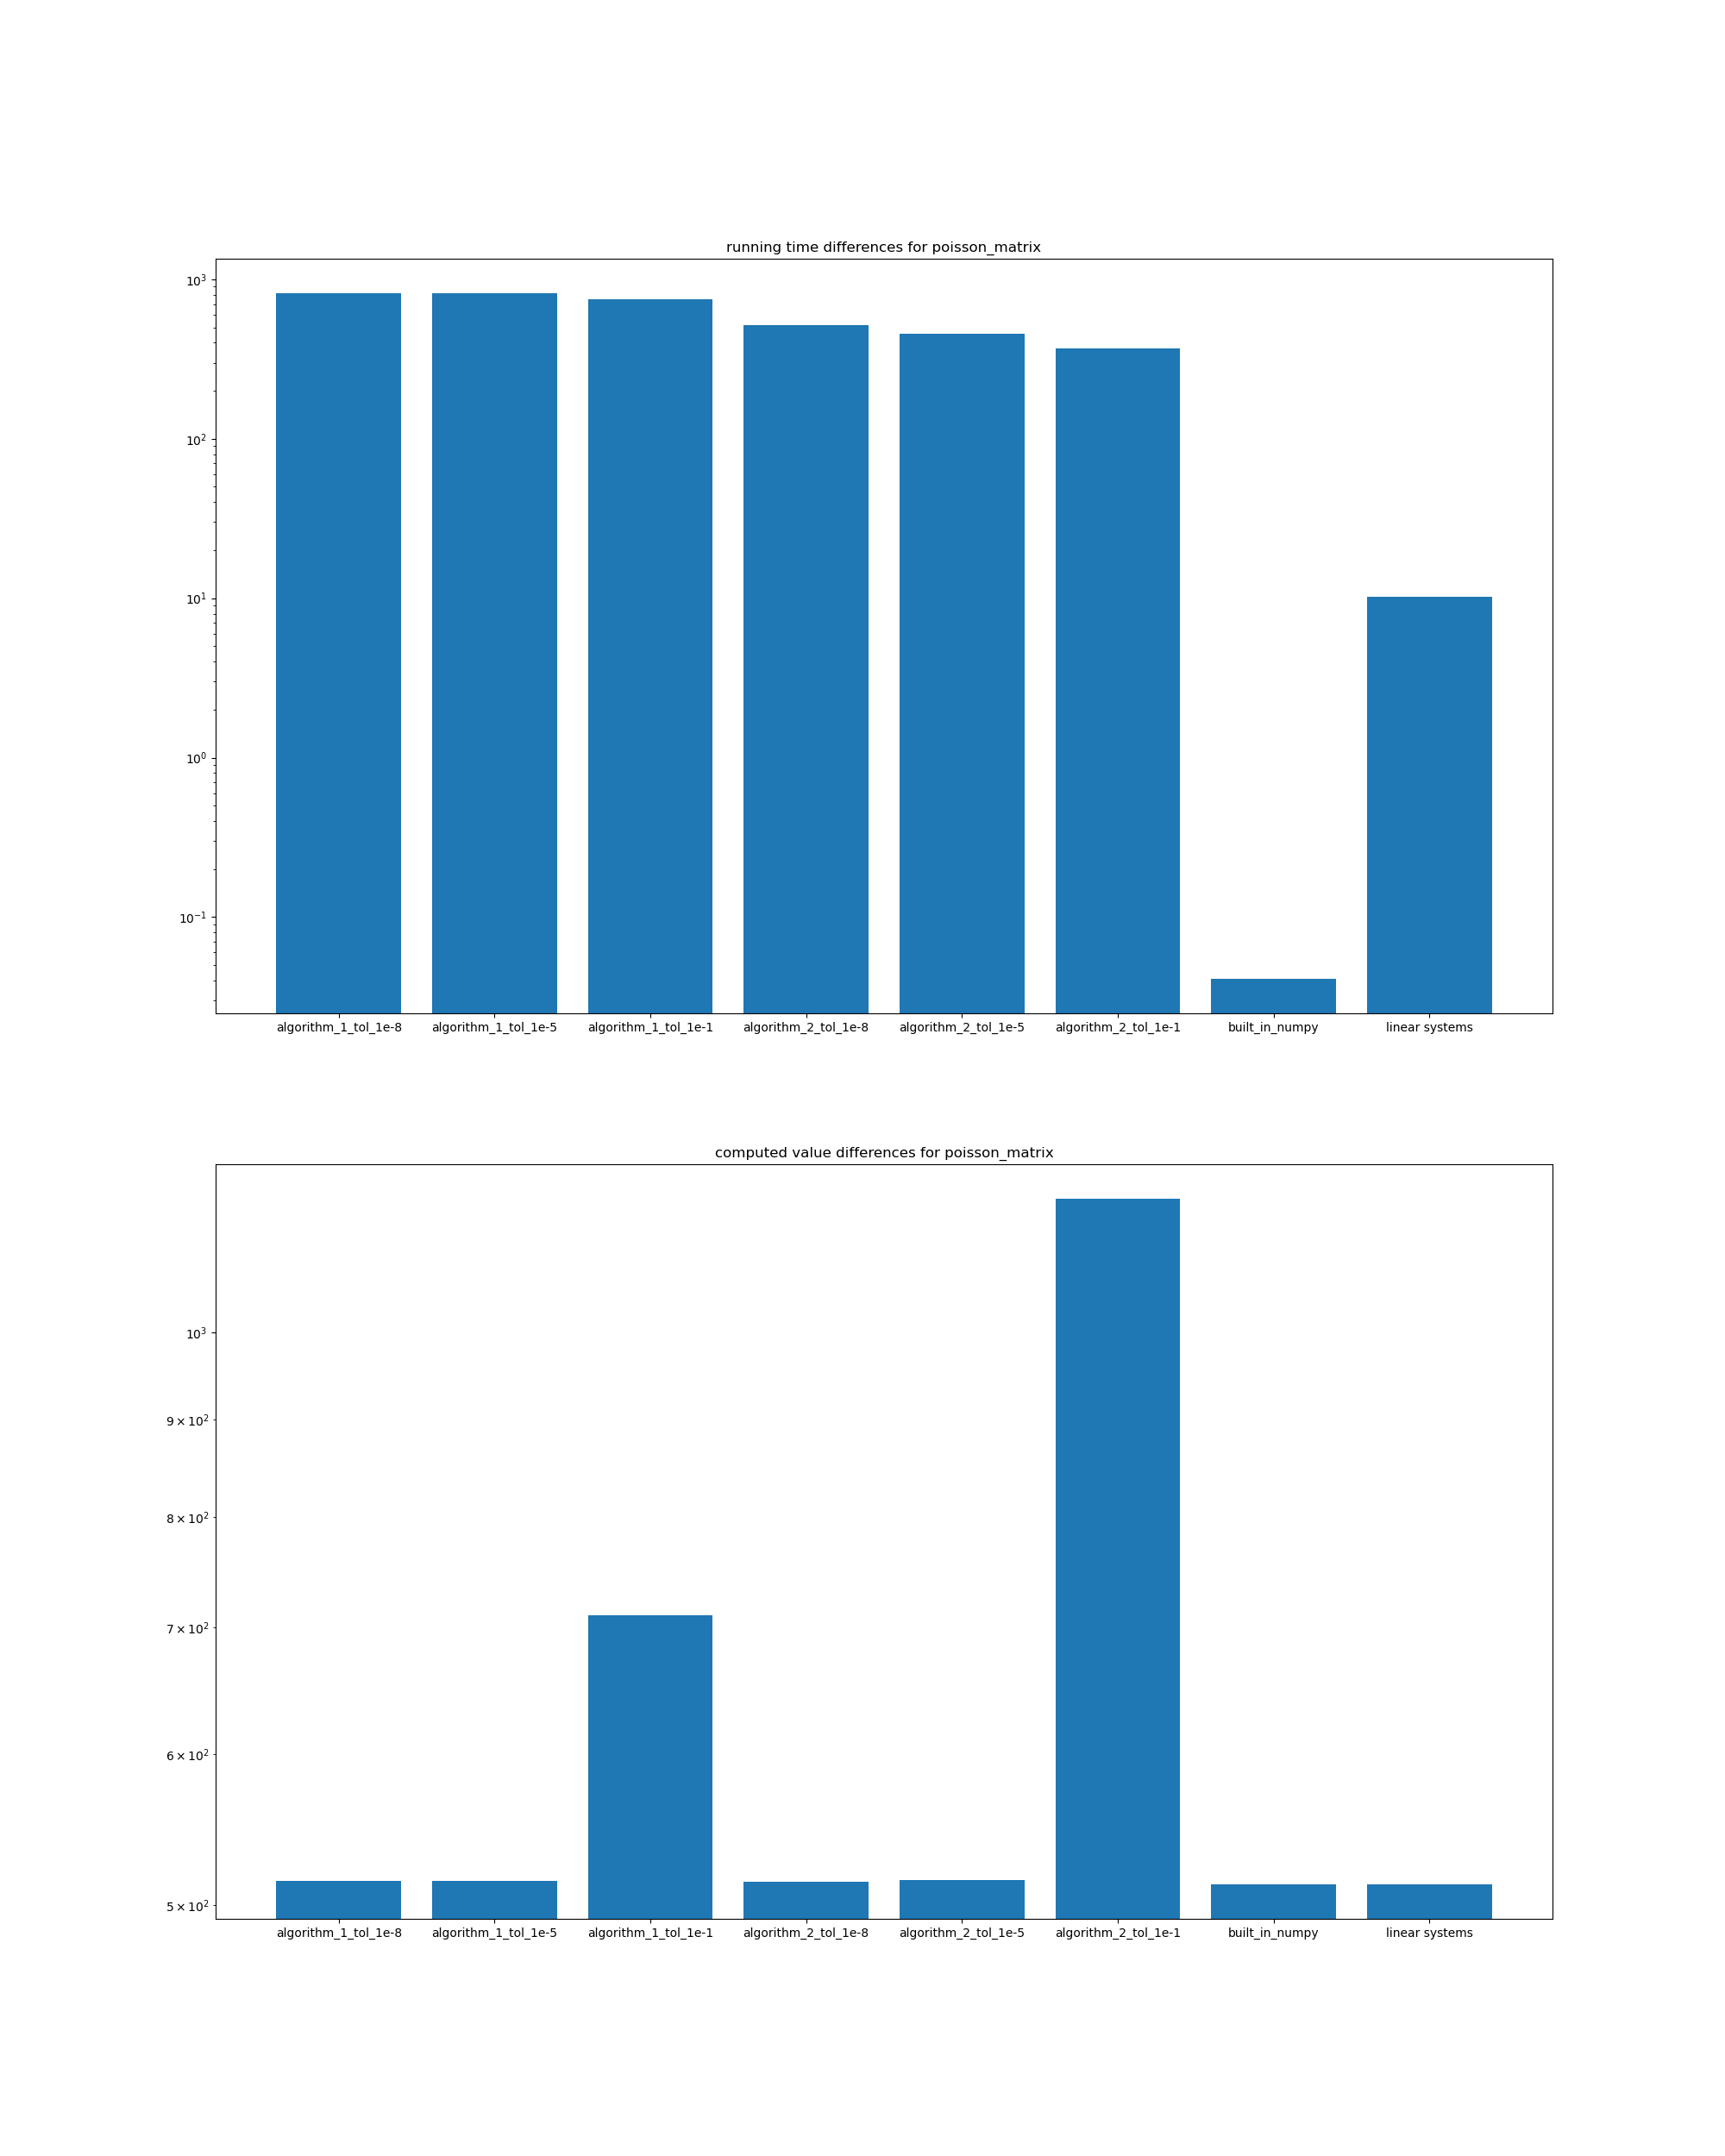 running time differences for poisson_matrix
10³
10²
10¹
10⁰
10⁻¹
algorithm_1_tol_1e-8 algorithm_1_tol_1e-5 algorithm_1_tol_1e-1 algorithm_2_tol_1e-8 algorithm_2_tol_1e-5 algorithm_2_tol_1e-1 built_in_numpy linear systems
computed value differences for poisson_matrix
10³
9 × 10²
8 × 10²
7 × 10²
6 × 10²
5 × 10²
algorithm_1_tol_1e-8 algorithm_1_tol_1e-5 algorithm_1_tol_1e-1 algorithm_2_tol_1e-8 algorithm_2_tol_1e-5 algorithm_2_tol_1e-1 built_in_numpy linear systems